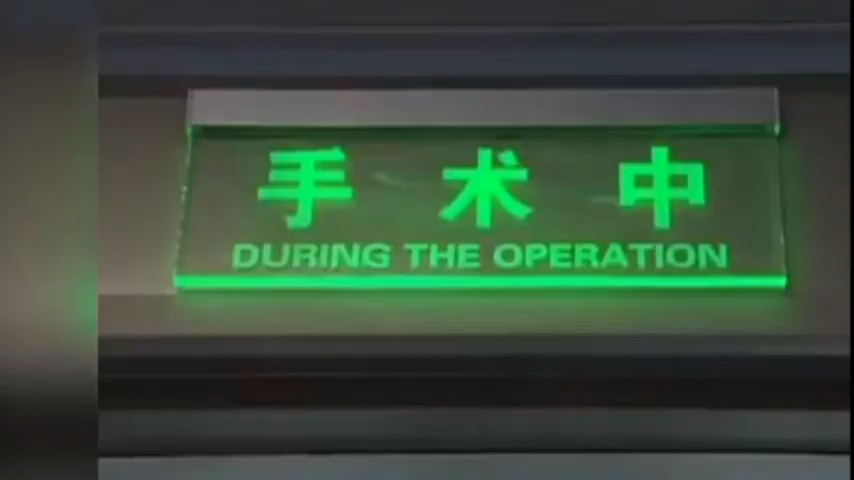 手术中
DURING THE OPERATION